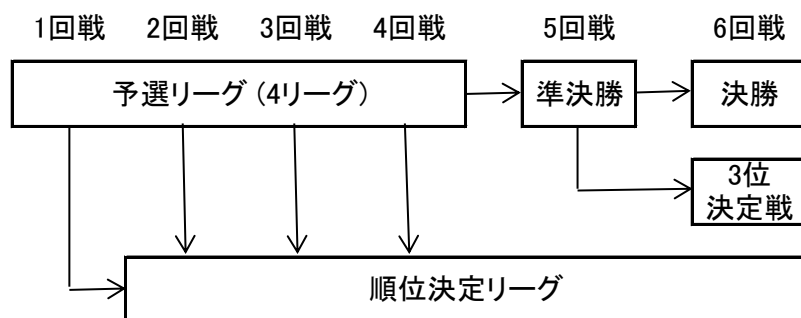 1回戦 2回戦 3回戦 4回戦 5回戦 6回戦
予選リーグ (4リーグ) 準決勝 決勝
3位
決定戦
順位決定リーグ